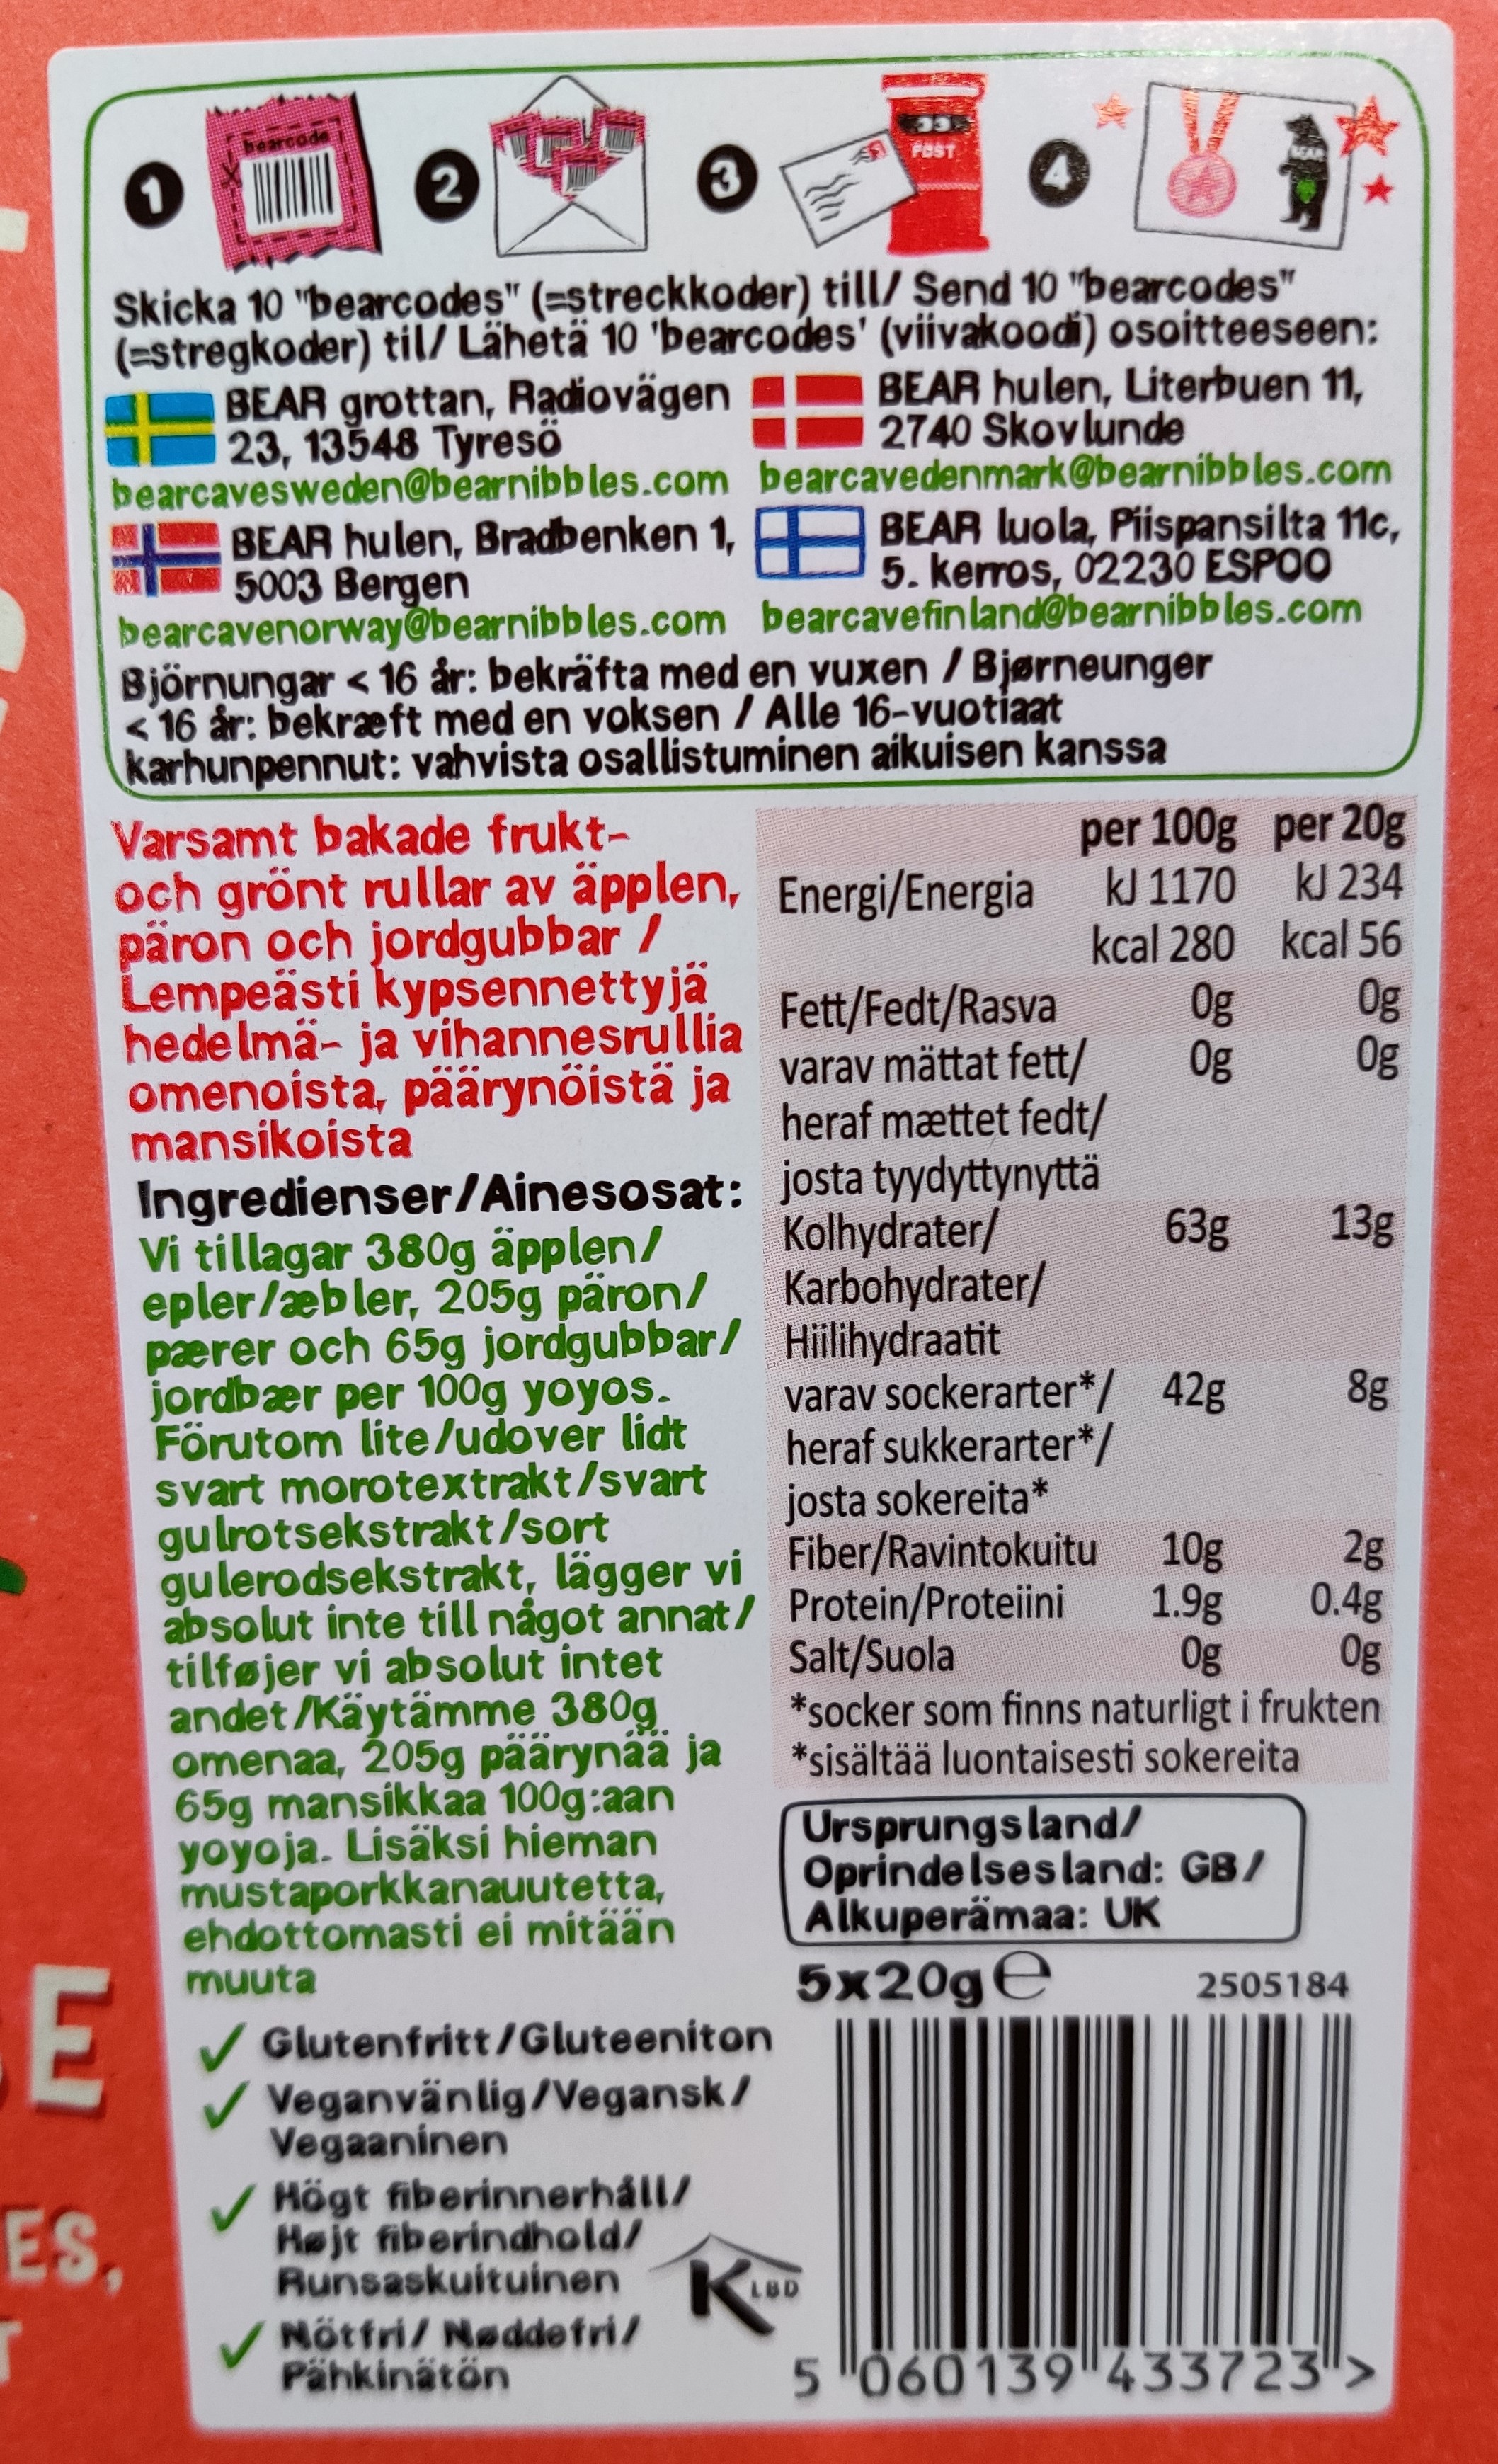 bearcode
1
2
3
POST
4
BEAR
Skicka 10 "bearcodes" (=streckkoder) till/ Send 10 "bearcodes"
(=stregkoder) til/ Lähetä 10 'bearcodes' (viivakoodi) osoitteeseen:
BEAR grottan, Radiovägen
23, 13548 Tyresö
bearcavesweden@bearnibbles.com
BEAR hulen, Literbuen 11,
2740 Skovlunde
bearcavedenmark@bearnibbles.com
BEAR hulen, Bradbenken 1,
5003 Bergen
bearcavenorway@bearnibbles.com
BEAR luola, Piispansilta 11c,
5. kerros, 02230 ESPOO
bearcavefinland@bearnibbles.com
Björnungar < 16 år: bekräfta med en vuxen / Bjørneunger
< 16 år: bekræft med en voksen / Alle 16-vuotiaat
karhunpennut: vahvista osallistuminen aikuisen kanssa
Varsamt bakade frukt-
och grönt rullar av äpplen,
päron och jordgubbar /
Lempeästi kypsennettyjä
hedelmä- ja vihannesrullia
omenoista, päärynöistä ja
mansikoista
Ingredienser/Ainesosat:
Vi tillagar 380g äpplen/
epler/æbler, 205g päron/
pærer och 65g jordgubbar/
jordbær per 100g yoyos.
Förutom lite/udover lidt
svart morotextrakt/svart
gulrotsekstrakt/sort
gulerodsekstrakt, lägger vi
absolut inte till något annat/
tilføjer vi absolut intet
andet/Käytämme 380g
omenaa, 205g päärynää ja
65g mansikkaa 100g:aan
yoyoja. Lisäksi hieman
mustaporkkanauutetta,
ehdottomasti ei mitään
muuta
Glutenfritt/Gluteeniton
Veganvänlig/Vegansk/
Vegaaninen
Högt fiberinnerhåll/
Højt fiberindhold/
Runsaskuituinen
Nötfri/ Nøddefri/
Pähkinätön
K LBD
per 100g per 20g
Energi/Energia kJ 1170 kJ 234
kcal 280 kcal 56
Fett/Fedt/Rasva 0g 0g
varav mättat fett/ 0g 0g
heraf mættet fedt/
josta tyydyttynyttä
Kolhydrater/ 63g 13g
Karbohydrater/
Hiilihydraatit
varav sockerarter*/ 42g 8g
heraf sukkerarter*/
josta sokereita*
Fiber/Ravintokuitu 10g 2g
Protein/Proteiini 1.9g 0.4g
Salt/Suola 0g 0g
*socker som finns naturligt i frukten
*sisältää luontaisesti sokereita
Ursprungsland/
Oprindelsesland: GB/
Alkuperämaa: UK
5x20g ℮ 2505184
5 060139 433723 >
E
ES,
T